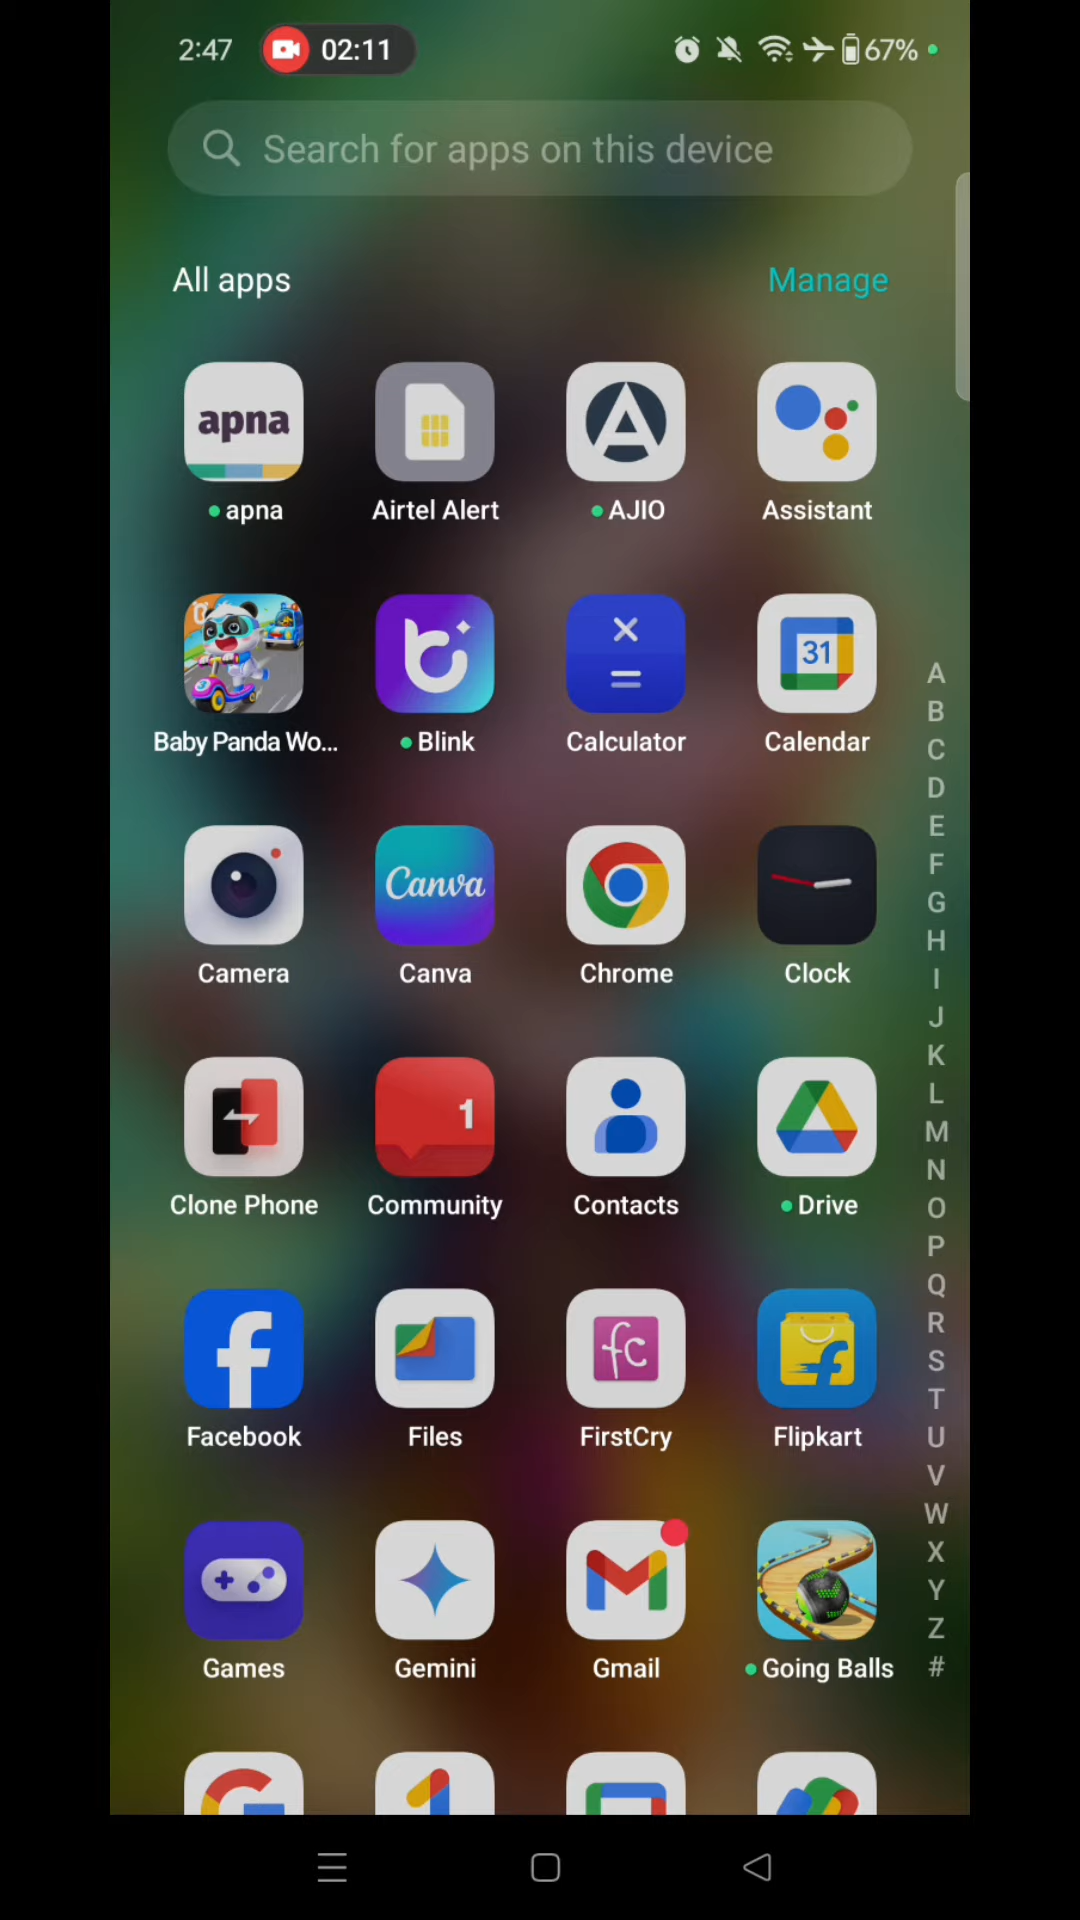 2:47 02:11 67%
Search for apps on this device
All apps Manage
apna
apna Airtel Alert AJIO Assistant
31
Baby Panda Wo... Blink Calculator Calendar
Canva
Camera Canva Chrome Clock
1
Clone Phone Community Contacts Drive
fc
Facebook Files FirstCry Flipkart
Games Gemini Gmail Going Balls
A
B
C
D
E
F
G
H
I
J
K
L
M
N
O
P
Q
R
S
T
U
V
W
X
Y
Z
#